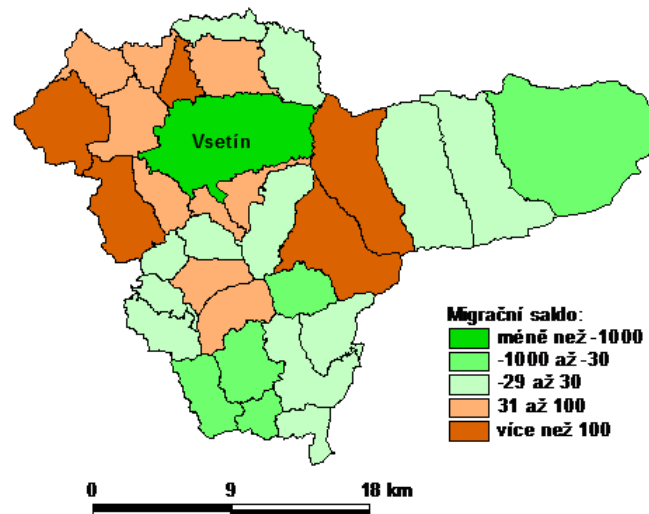 Vsetín
Migrační saldo:
méně než -1000
-1000 až -30
-29 až 30
31 až 100
více než 100
0 9 18 km